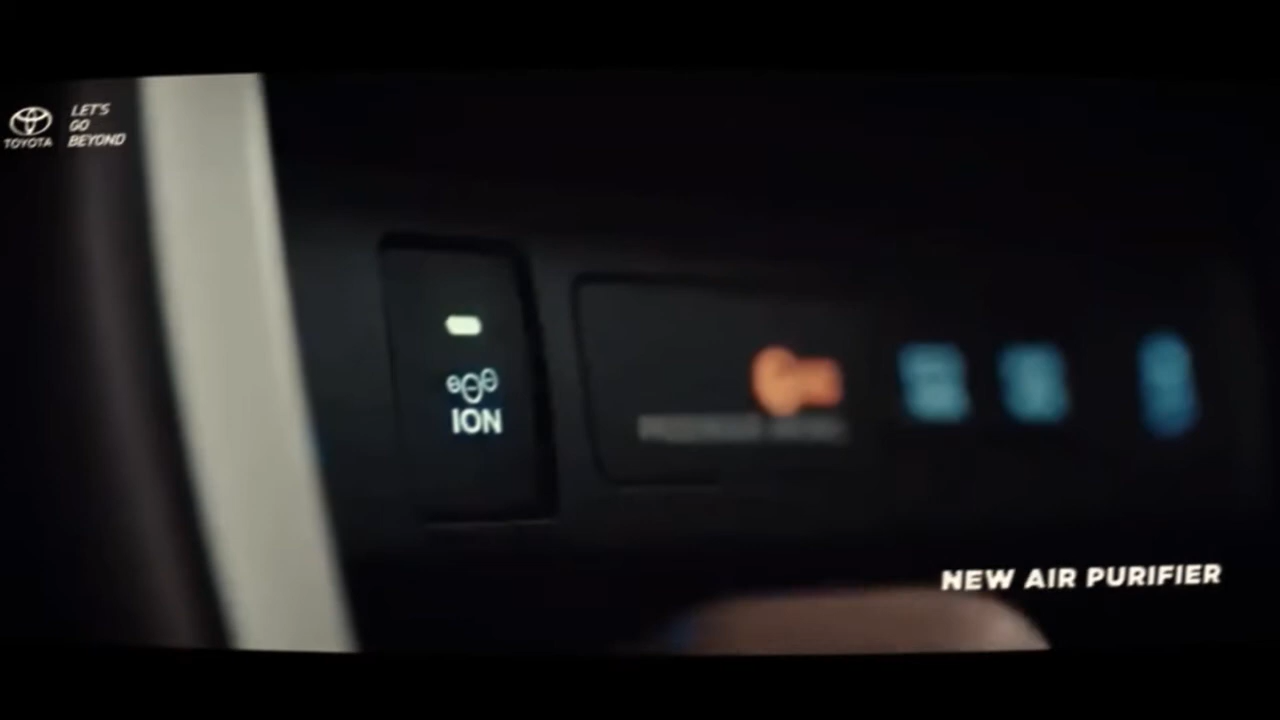 TOYOTA
LET'S
GO
BEYOND
ION
NEW AIR PURIFIER